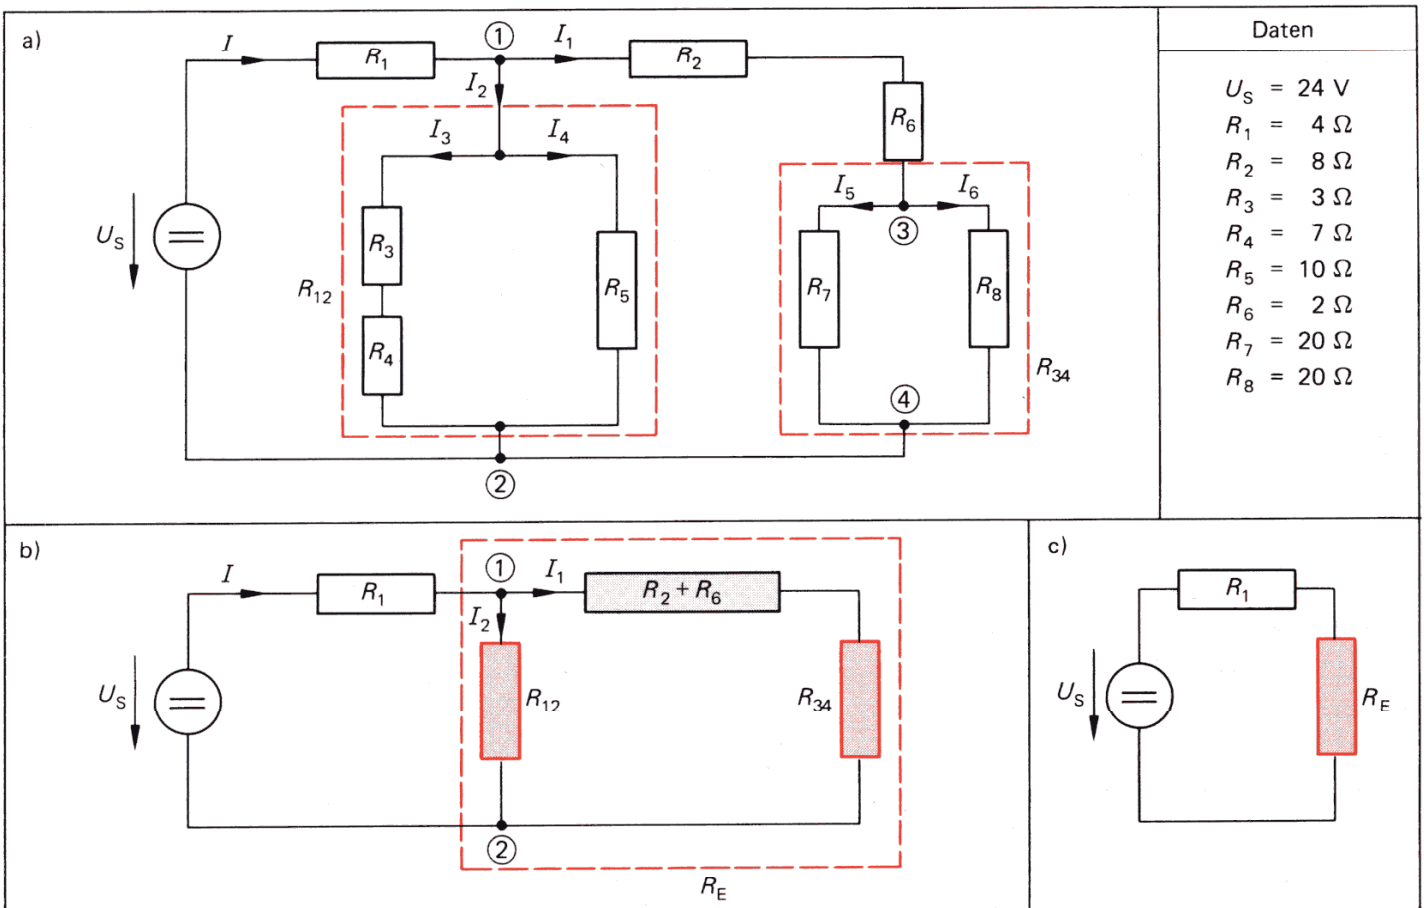 a)
I
R1
①
I1
R2
I2
R6
I3
I4
I5
I6
③
US
R3
R12
R5
R7
R8
R4
R34
④
②
Daten
US = 24 V
R1 = 4 Ω
R2 = 8 Ω
R3 = 3 Ω
R4 = 7 Ω
R5 = 10 Ω
R6 = 2 Ω
R7 = 20 Ω
R8 = 20 Ω
b)
I
R1
①
I1
R2 + R6
I2
US
R12
R34
②
RE
c)
R1
US
RE